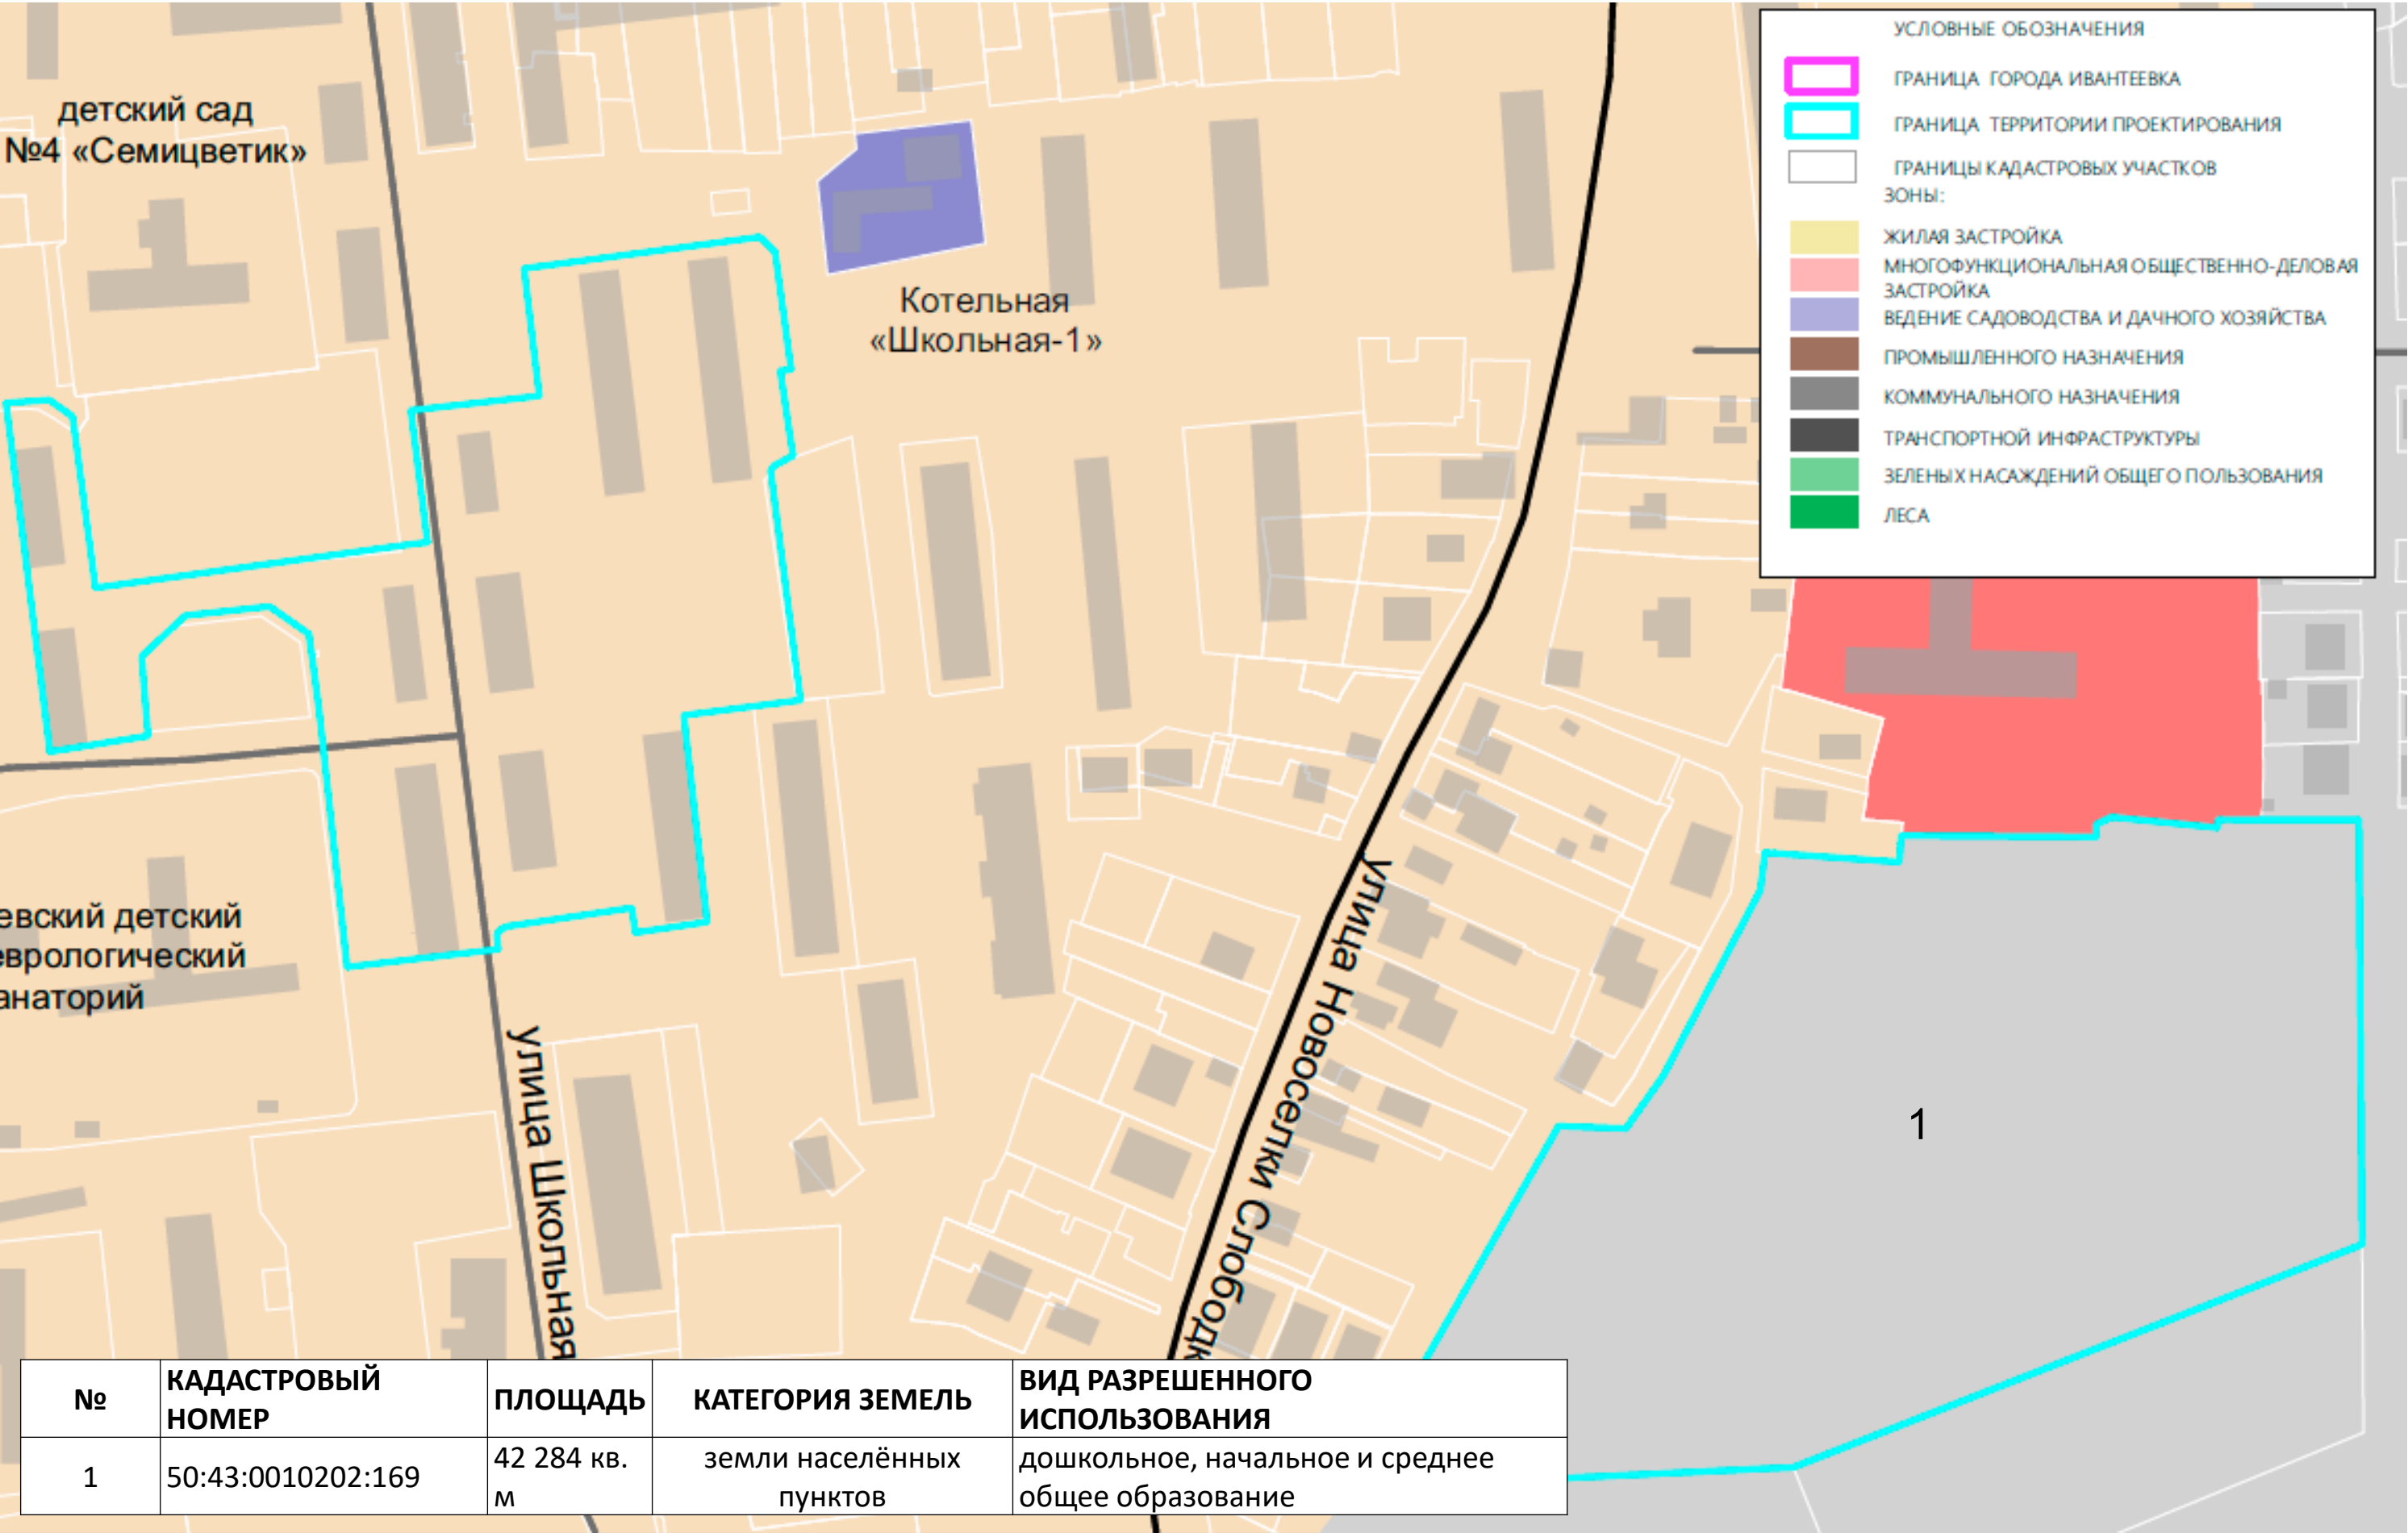 УСЛОВНЫЕ ОБОЗНАЧЕНИЯ
ГРАНИЦА ГОРОДА ИВАНТЕЕВКА
ГРАНИЦА ТЕРРИТОРИИ ПРОЕКТИРОВАНИЯ
ГРАНИЦЫ КАДАСТРОВЫХ УЧАСТКОВ
ЗОНЫ:
ЖИЛАЯ ЗАСТРОЙКА
МНОГОФУНКЦИОНАЛЬНАЯ ОБЩЕСТВЕННО-ДЕЛОВАЯ
ЗАСТРОЙКА
ВЕДЕНИЕ САДОВОДСТВА И ДАЧНОГО ХОЗЯЙСТВА
ПРОМЫШЛЕННОГО НАЗНАЧЕНИЯ
КОММУНАЛЬНОГО НАЗНАЧЕНИЯ
ТРАНСПОРТНОЙ ИНФРАСТРУКТУРЫ
ЗЕЛЕНЫХ НАСАЖДЕНИЙ ОБЩЕГО ПОЛЬЗОВАНИЯ
ЛЕСА
детский сад
№4 «Семицветик»
Котельная
«Школьная-1»
евский детский
еврологический
анаторий
улица Школьная
улица Новоселки Слободк
1
№ КАДАСТРОВЫЙ НОМЕР ПЛОЩАДЬ КАТЕГОРИЯ ЗЕМЕЛЬ ВИД РАЗРЕШЕННОГО ИСПОЛЬЗОВАНИЯ
1 50:43:0010202:169 42 284 кв. м земли населённых пунктов дошкольное, начальное и среднее общее образование